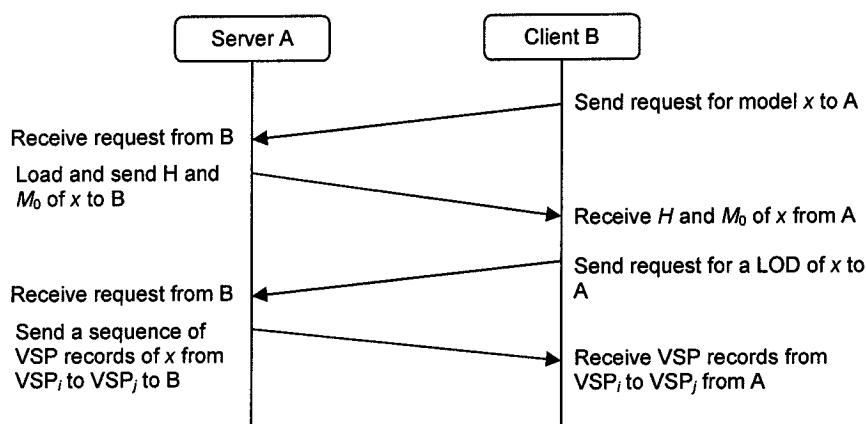 Server A
Client B
Send request for model x to A
Receive request from B
Load and send H and
M₀ of x to B
Receive H and M₀ of x from A
Send request for a LOD of x to
A
Receive request from B
Send a sequence of
VSP records of x from
VSPᵢ to VSPⱼ to B
Receive VSP records from
VSPᵢ to VSPⱼ from A